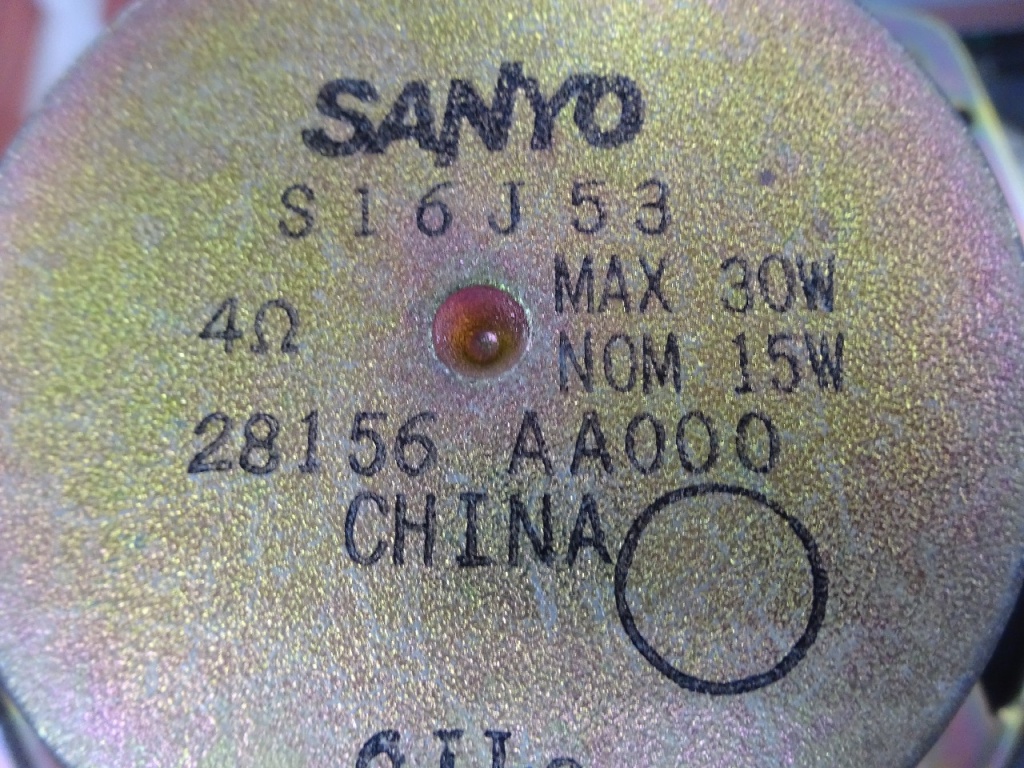 SANYO
S16J53
4Ω
MAX 30W
NOM 15W
28156 AA000
CHINA